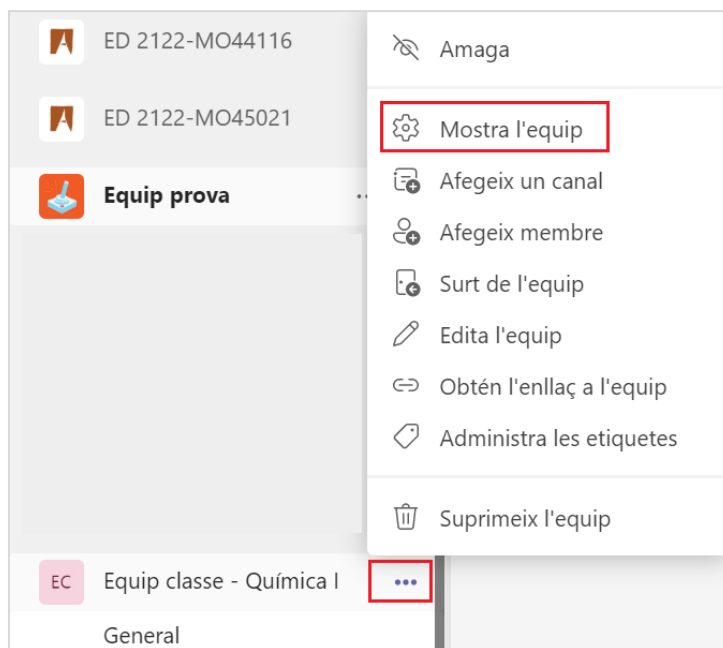 ED 2122-MO44116
ED 2122-MO45021
Equip prova
Amaga
Mostra l'equip
Afegeix un canal
Afegeix membre
Surt de l'equip
Edita l'equip
Obtén l'enllaç a l'equip
Administra les etiquetes
Suprimeix l'equip
EC Equip classe - Química I
General